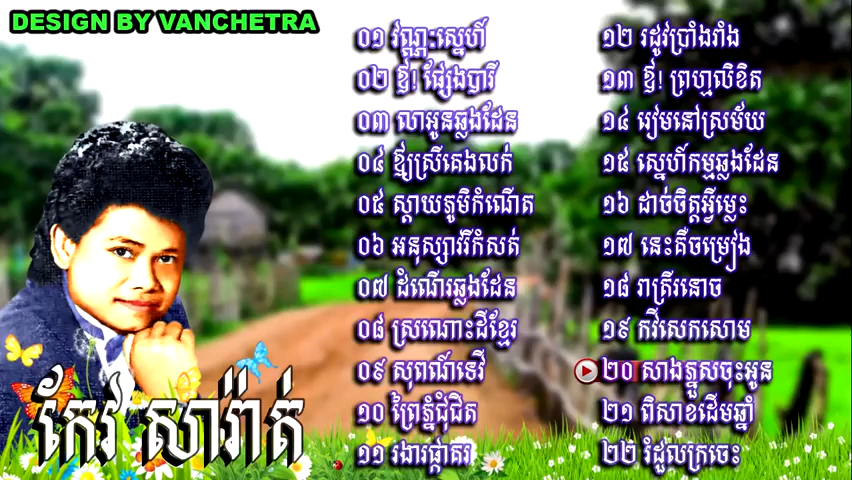 DESIGN BY VANCHETRA
០១ វណ្ណៈស្នេហ៍
០២ ឱ! ផ្សែងបារី
០៣ លាអូនឆ្លងដែន
០៤ ឱ្យស្រីគេងលក់
០៥ ស្ដាយភូមិកំណើត
០៦ អនុស្សាវរីកំសត់
០៧ ដំណើរឆ្លងដែន
០៨ ស្រណោះដីខ្មែរ
០៩ សុពណ៌ទេវី
១០ ព្រៃភ្នំជុំជិត
១១ រងារផ្កាគរ
១២ រដូវប្រាំងរាំង
១៣ ឱ! ព្រហ្មលិខិត
១៤ រៀមនៅស្រម័យ
១៥ ស្នេហ៍កម្មឆ្លងដែន
១៦ ដាច់ចិត្តអ្វីម្លេះ
១៧ នេះគឺចម្រៀង
១៨ រាត្រីរនោច
១៩ កវីសេកសោម
២០ សាងភ្នួសចុះអូន
២១ ពិសាខដើមឆ្នាំ
២២ រំដួលក្រចេះ
កែវ សារ៉ាត់